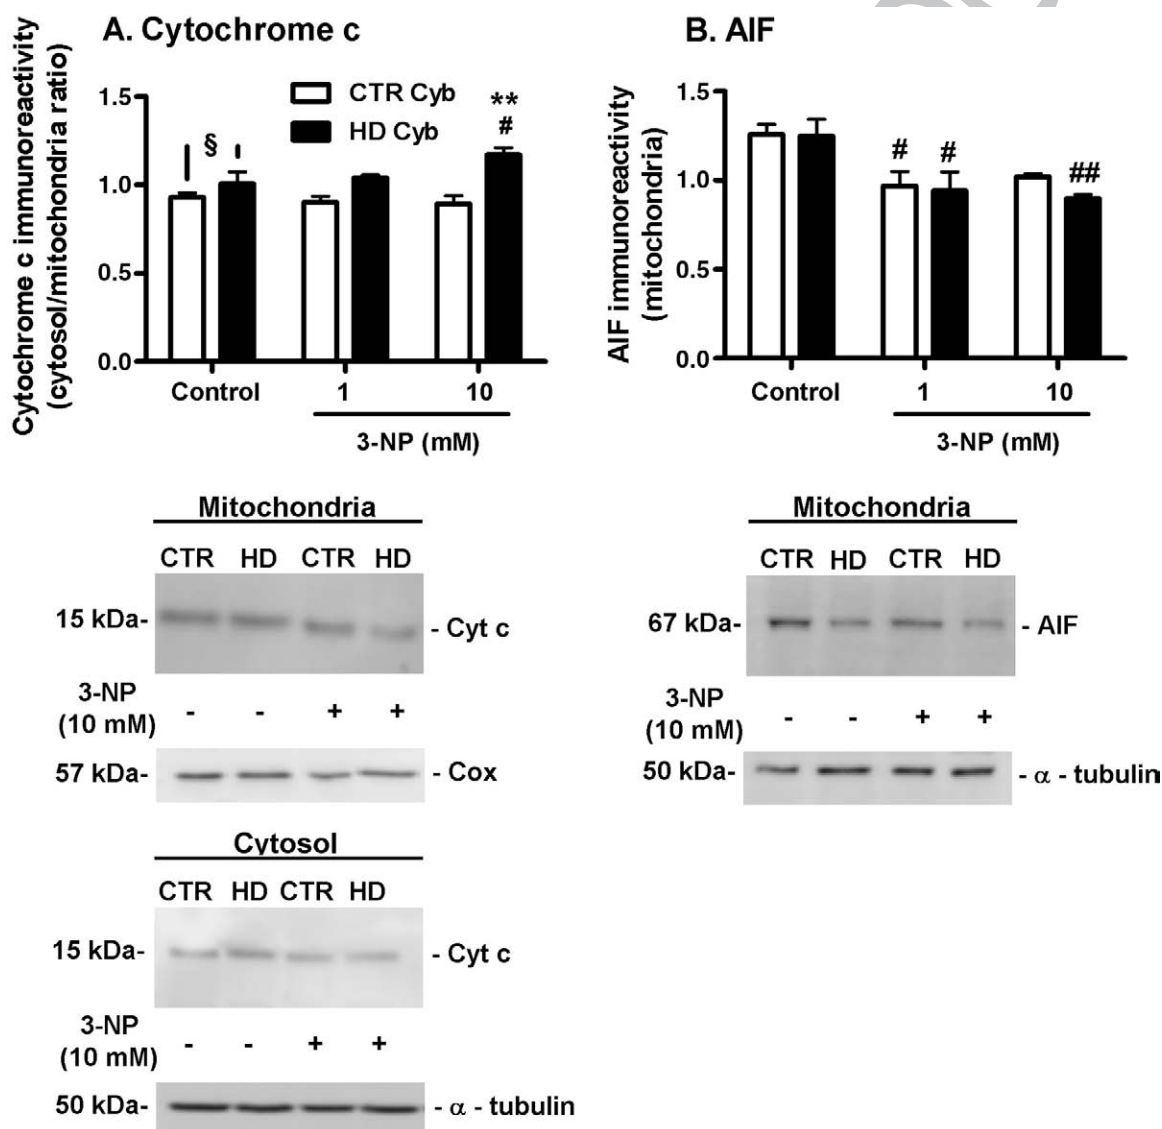 A. Cytochrome c
Cytochrome c immunoreactivity
(cytosol/mitochondria ratio)
1.5
1.0
0.5
0.0
CTR Cyb
HD Cyb
§
**
#
Control
1
10
3-NP (mM)
B. AIF
AIF immunoreactivity
(mitochondria)
1.5
1.0
0.5
0.0
#
#
##
Control
1
10
3-NP (mM)
Mitochondria
CTR HD CTR HD
15 kDa-
- Cyt c
3-NP
(10 mM)
- - + +
57 kDa-
- Cox
Cytosol
CTR HD CTR HD
15 kDa-
- Cyt c
3-NP
(10 mM)
- - + +
50 kDa-
- α - tubulin
Mitochondria
CTR HD CTR HD
67 kDa-
- AIF
3-NP
(10 mM)
- - + +
50 kDa-
- α - tubulin